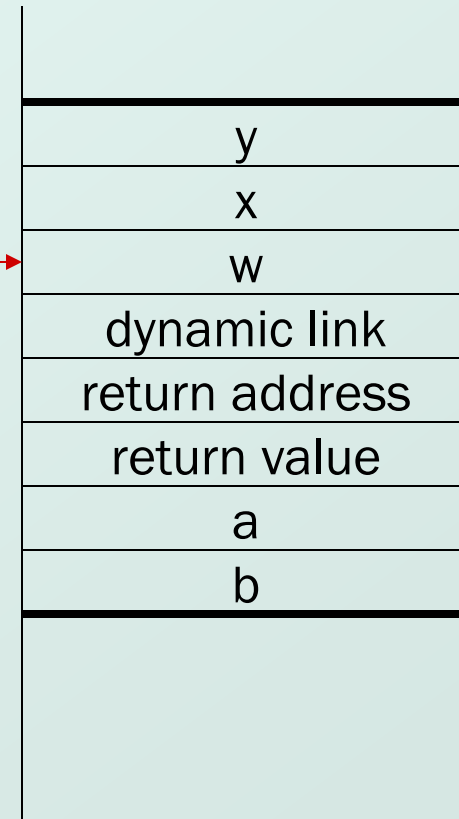 y
x
w
dynamic link
return address
return value
a
b